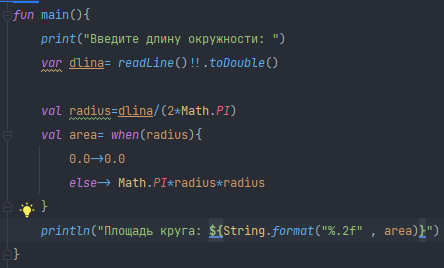 fun main(){
print("Введите длину окружности: ")
var dlina= readLine()!!.toDouble()
val radius=dlina/(2*Math.PI)
val area= when(radius){
0.0->0.0
else-> Math.PI*radius*radius
}
println("Площадь круга: ${String.format("%.2f" , area)}")
}